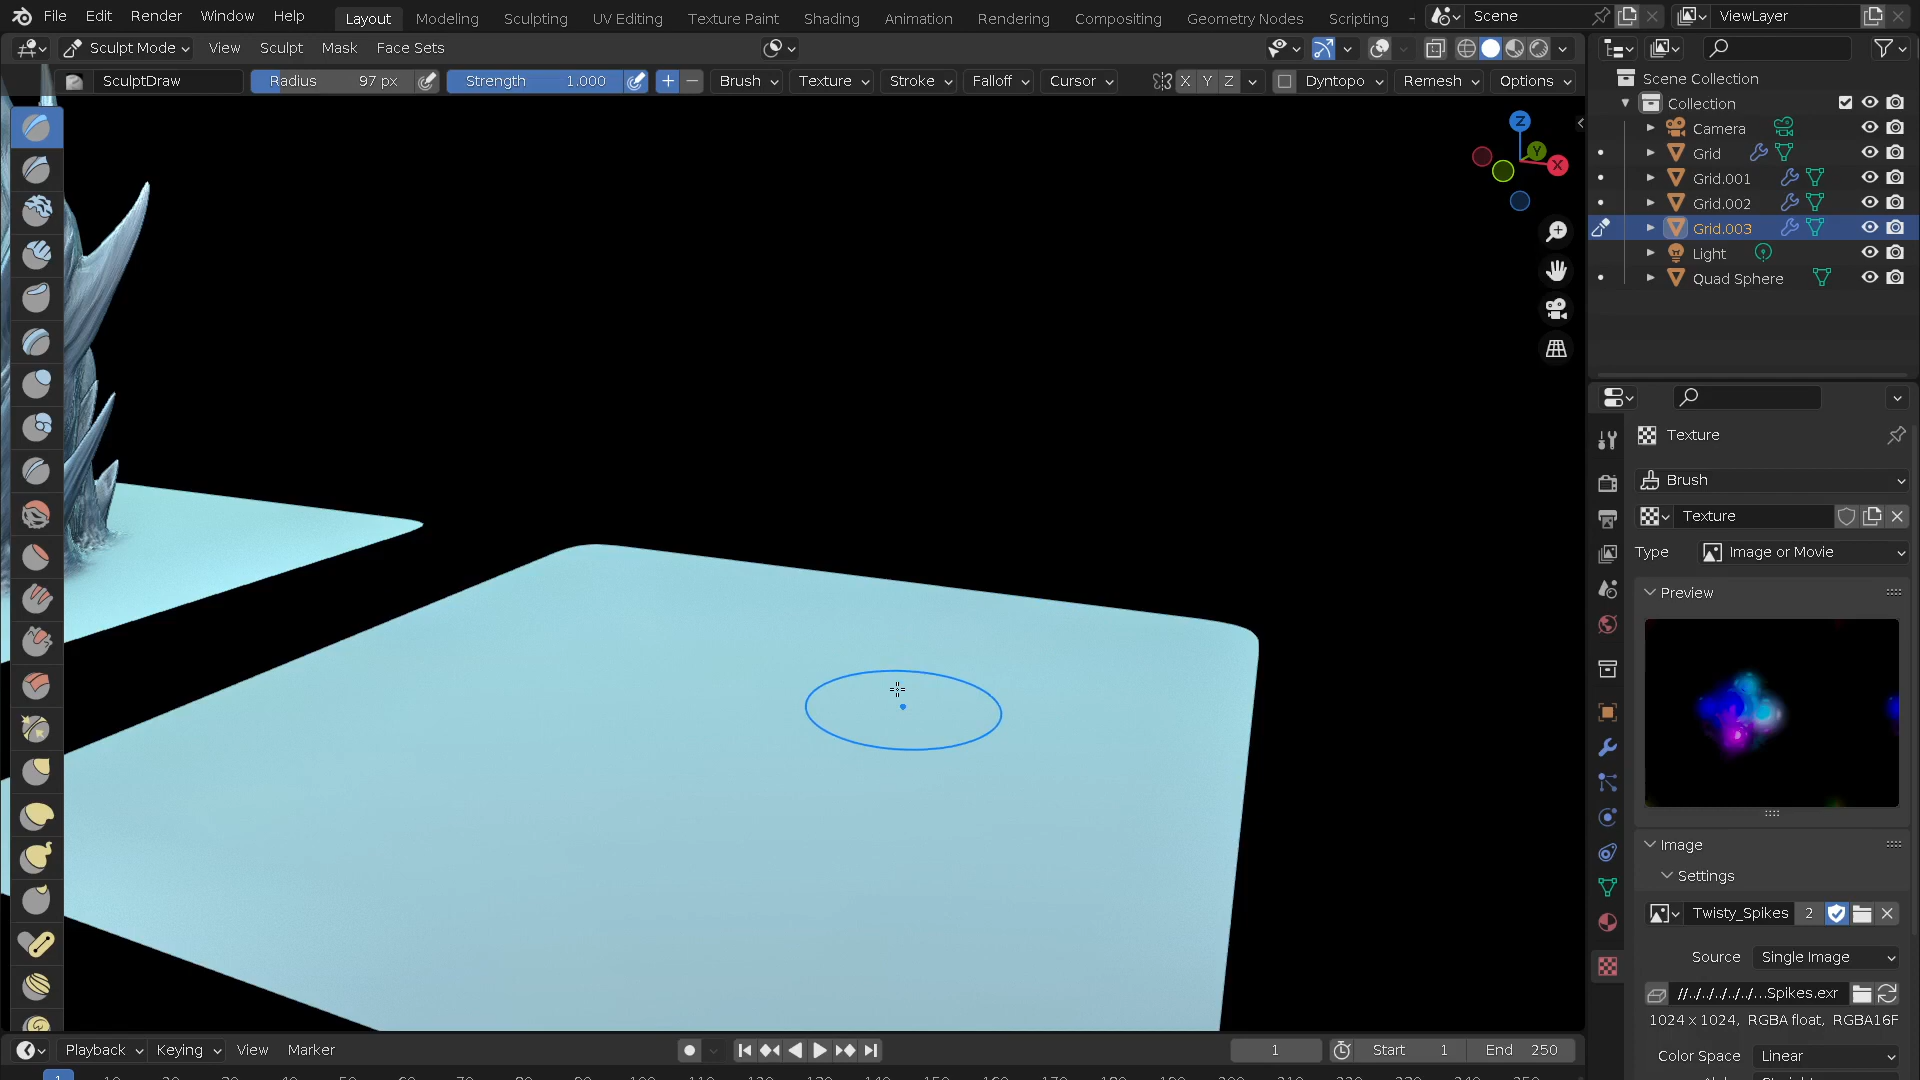 File Edit Render Window Help Layout Modeling Sculpting UV Editing Texture Paint Shading Animation Rendering Compositing Geometry Nodes Scripting Scene ViewLayer
Sculpt Mode View Sculpt Mask Face Sets
SculptDraw Radius 97 px Strength 1.000 Brush Texture Stroke Falloff Cursor X Y Z Dyntopo Remesh Options
Scene Collection
Collection
Camera
Grid
Grid.001
Grid.002
Grid.003
Light
Quad Sphere
Z
Y
X
Texture
Brush
Texture
Type Image or Movie
Preview
Image
Settings
Twisty_Spikes 2
Source Single Image
//../../../../../...Spikes.exr
1024 x 1024, RGBA float, RGBA16F
Color Space Linear
Playback Keying View Marker 1 Start 1 End 250
1